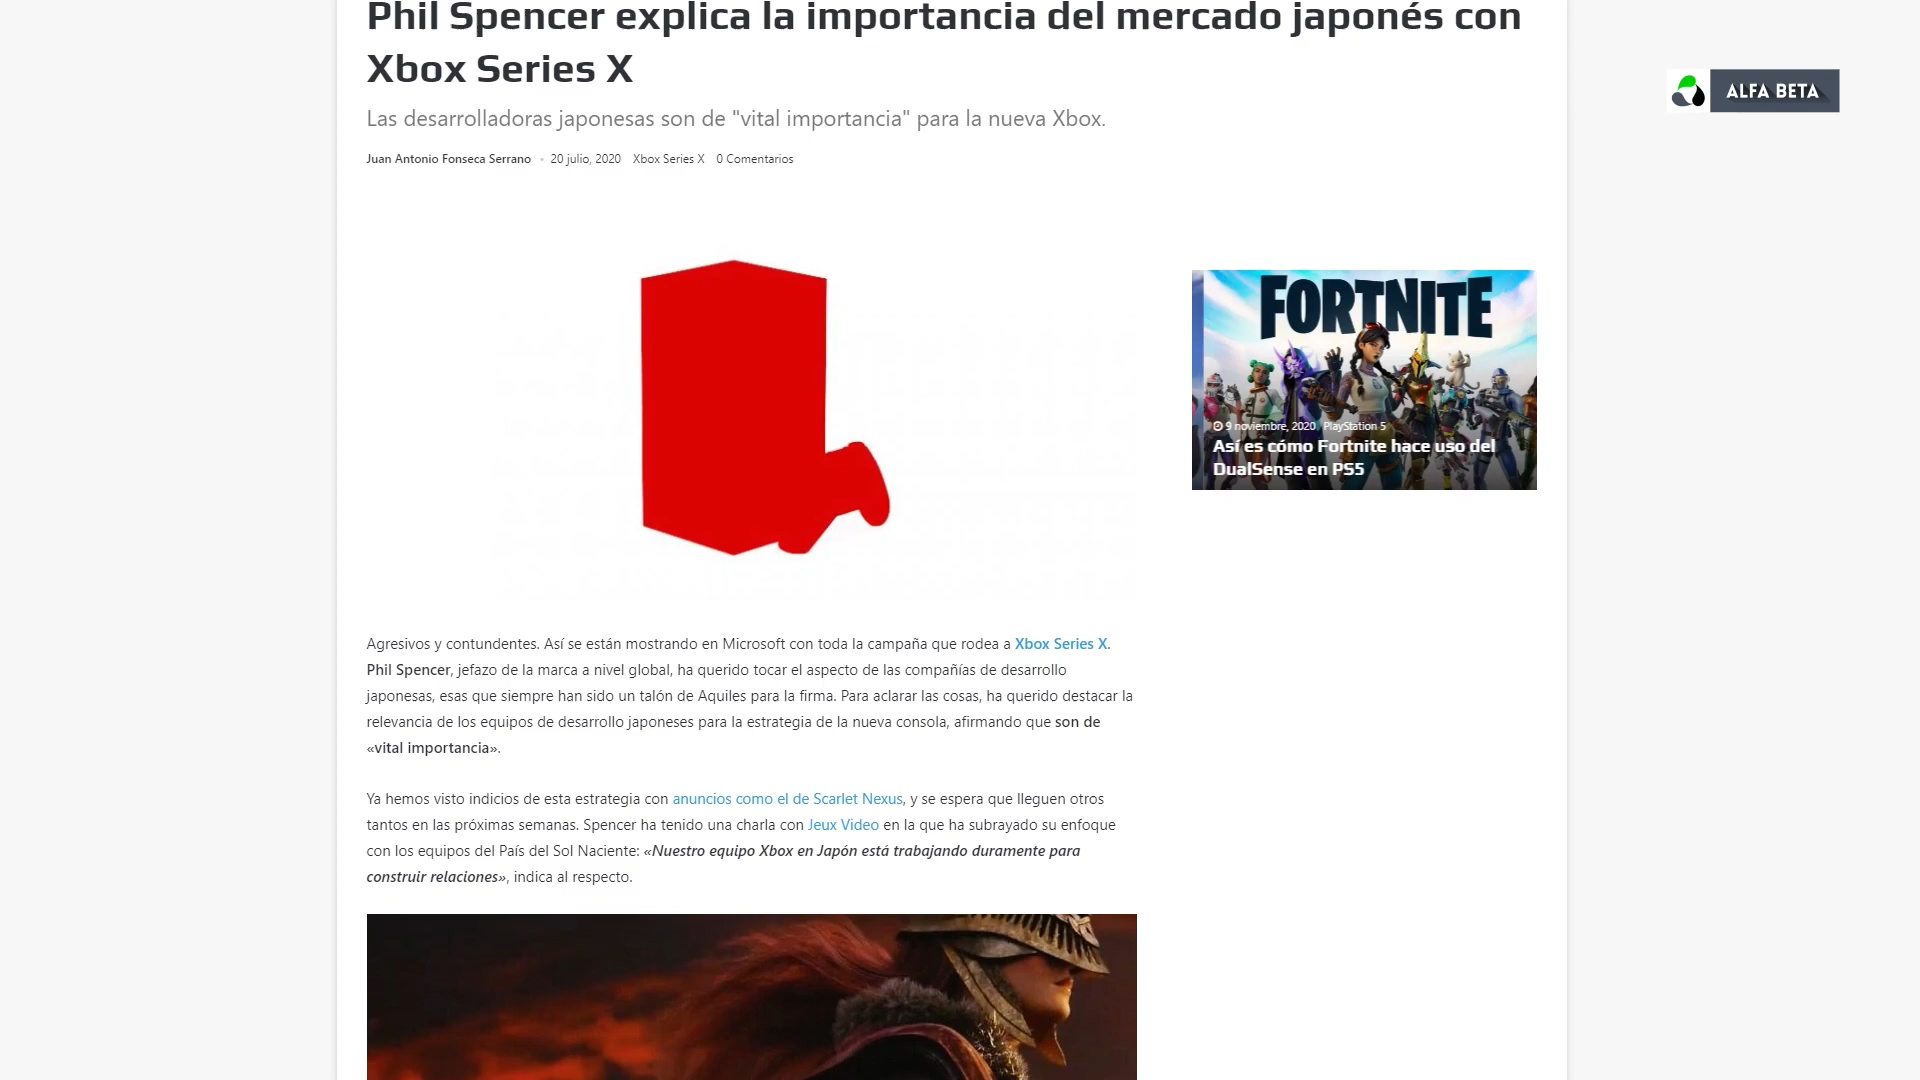 Phil Spencer explica la importancia del mercado japonés con
Xbox Series X
Las desarrolladoras japonesas son de "vital importancia" para la nueva Xbox.
Juan Antonio Fonseca Serrano • 20 julio, 2020 Xbox Series X 0 Comentarios
ALFA BETA
FORTNITE
9 noviembre, 2020 PlayStation 5
Así es cómo Fortnite hace uso del
DualSense en PS5
Agresivos y contundentes. Así se están mostrando en Microsoft con toda la campaña que rodea a Xbox Series X.
Phil Spencer, jefazo de la marca a nivel global, ha querido tocar el aspecto de las compañías de desarrollo
japonesas, esas que siempre han sido un talón de Aquiles para la firma. Para aclarar las cosas, ha querido destacar la
relevancia de los equipos de desarrollo japoneses para la estrategia de la nueva consola, afirmando que son de
«vital importancia».
Ya hemos visto indicios de esta estrategia con anuncios como el de Scarlet Nexus, y se espera que lleguen otros
tantos en las próximas semanas. Spencer ha tenido una charla con Jeux Video en la que ha subrayado su enfoque
con los equipos del País del Sol Naciente: «Nuestro equipo Xbox en Japón está trabajando duramente para
construir relaciones», indica al respecto.